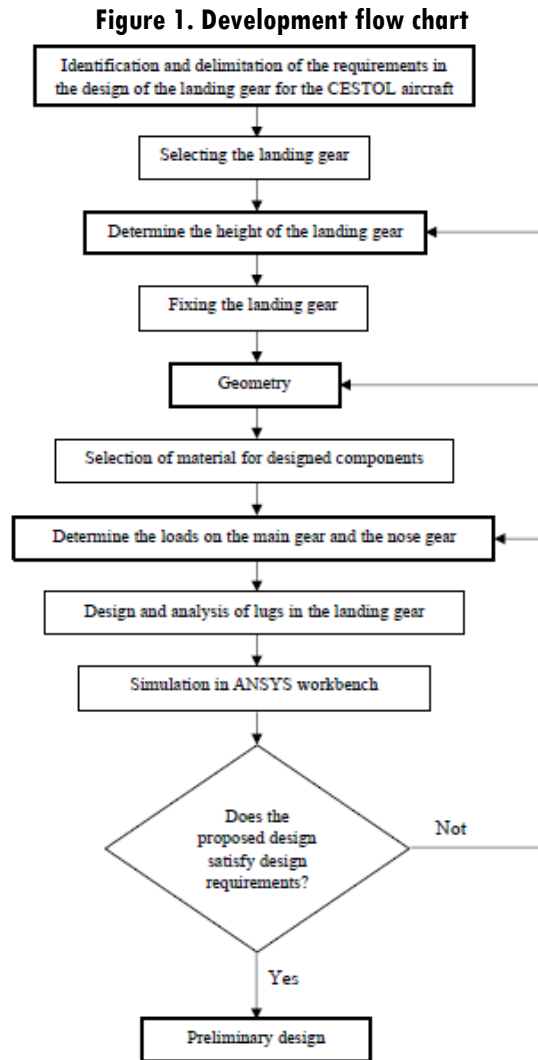 Figure 1. Development flow chart
Identification and delimitation of the requirements in
the design of the landing gear for the CESTOL aircraft
Selecting the landing gear
Determine the height of the landing gear
Fixing the landing gear
Geometry
Selection of material for designed components
Determine the loads on the main gear and the nose gear
Design and analysis of lugs in the landing gear
Simulation in ANSYS workbench
Does the
proposed design
satisfy design
requirements?
Not
Yes
Preliminary design